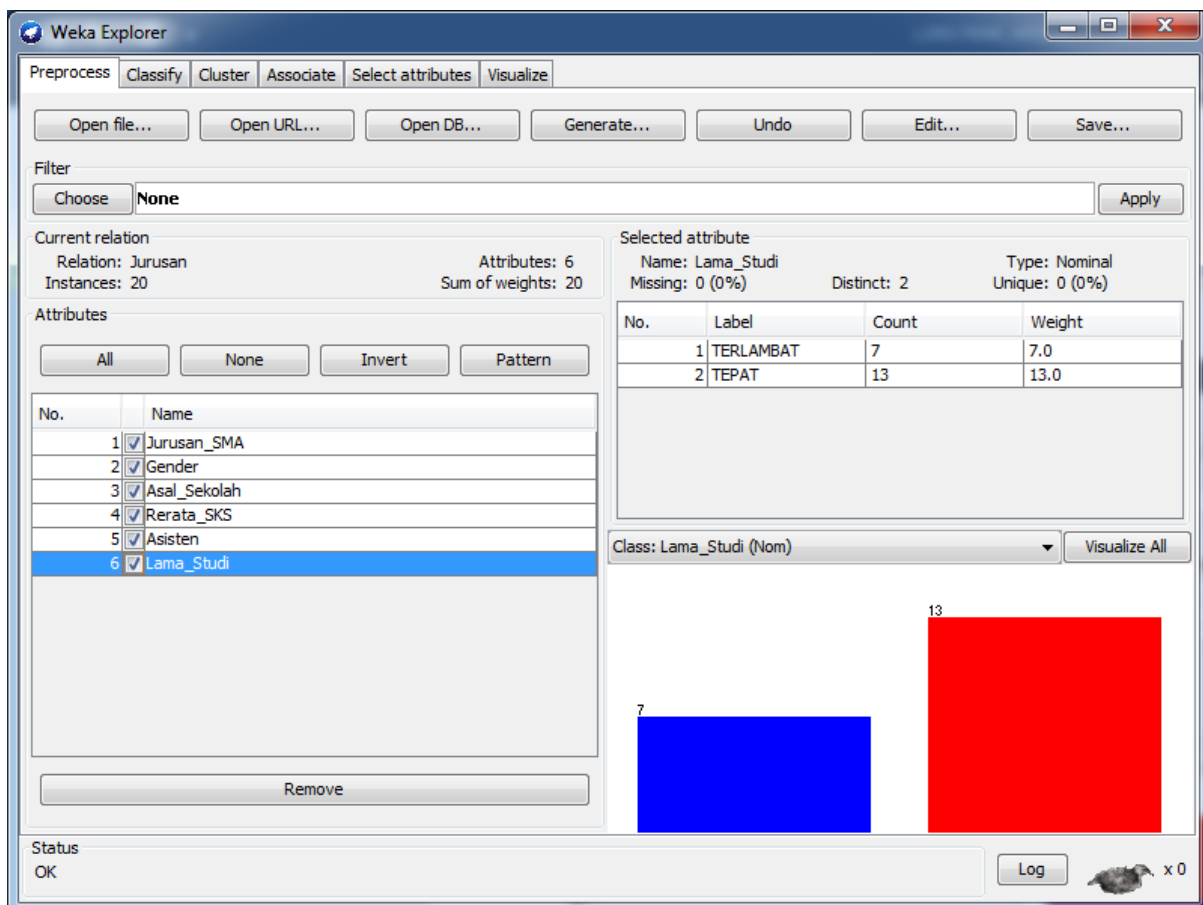 Weka Explorer
Preprocess Classify Cluster Associate Select attributes Visualize
Open file... Open URL... Open DB... Generate... Undo Edit... Save...
Filter
Choose None Apply
Current relation
Relation: Jurusan Attributes: 6
Instances: 20 Sum of weights: 20
Attributes
All None Invert Pattern
No. Name
1 Jurusan_SMA
2 Gender
3 Asal_Sekolah
4 Rerata_SKS
5 Asisten
6 Lama_Studi
Remove
Selected attribute
Name: Lama_Studi Type: Nominal
Missing: 0 (0%) Distinct: 2 Unique: 0 (0%)
No. Label Count Weight
1 TERLAMBAT 7 7.0
2 TEPAT 13 13.0
Class: Lama_Studi (Nom) Visualize All
13
7
Status
OK
Log x 0